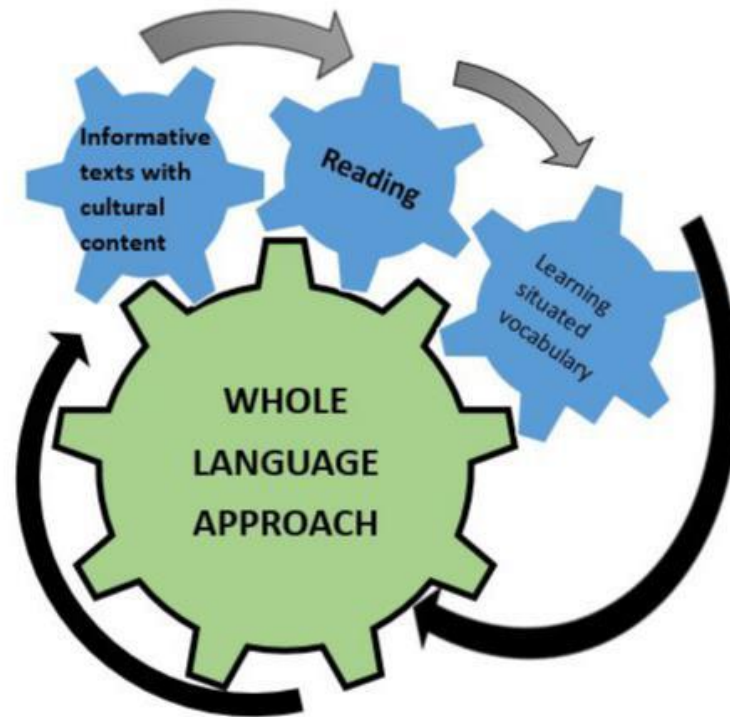 Informative
texts with
cultural
content
Reading
Learning
situated
vocabulary
WHOLE
LANGUAGE
APPROACH